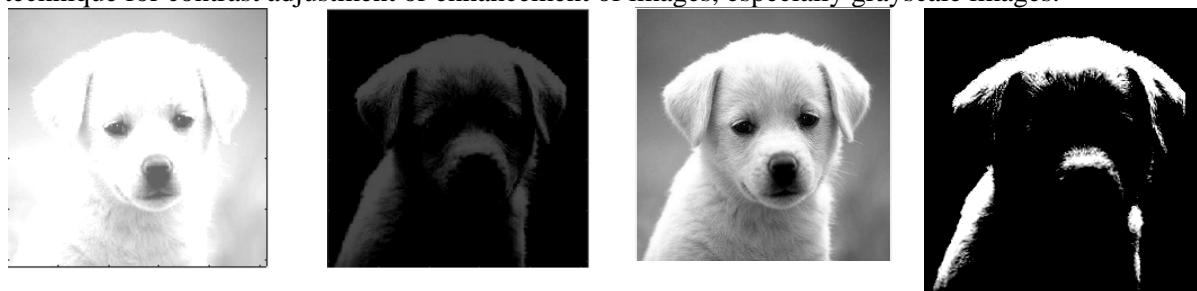 technique for contrast adjustment or enhancement of images, especially grayscale images.